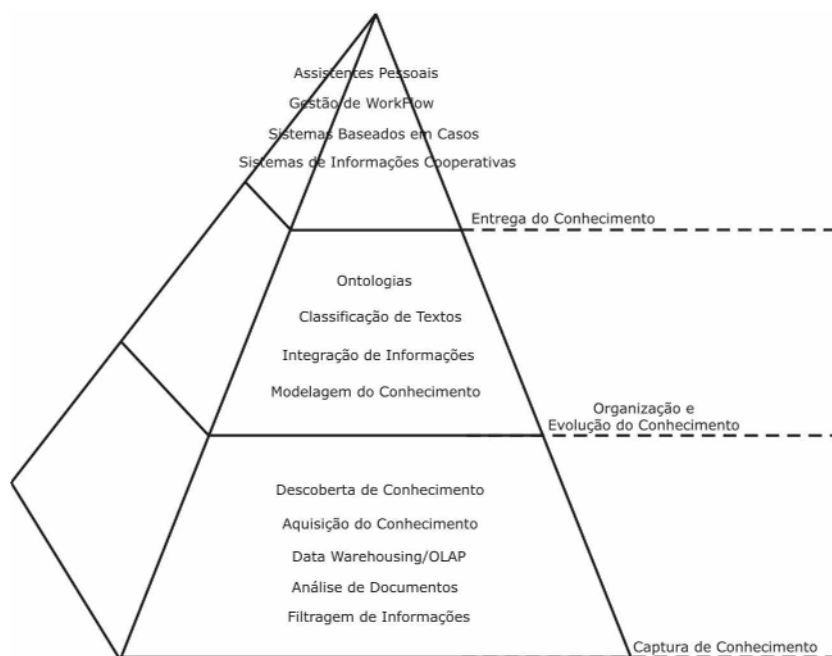 Assistentes Pessoais
Gestão de WorkFlow
Sistemas Baseados em Casos
Sistemas de Informações Cooperativas
Entrega do Conhecimento
Ontologias
Classificação de Textos
Integração de Informações
Modelagem do Conhecimento
Organização e
Evolução do Conhecimento
Descoberta de Conhecimento
Aquisição do Conhecimento
Data Warehousing/OLAP
Análise de Documentos
Filtragem de Informações
Captura de Conhecimento